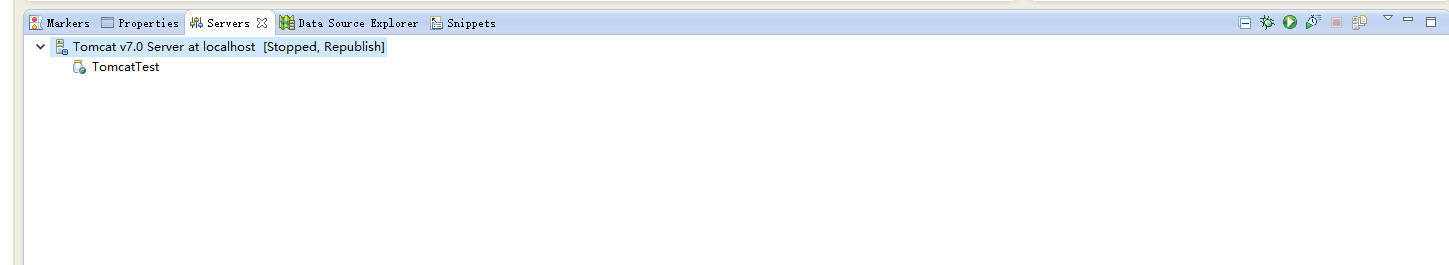 Markers Properties Servers Data Source Explorer Snippets
Tomcat v7.0 Server at localhost [Stopped, Republish]
TomcatTest